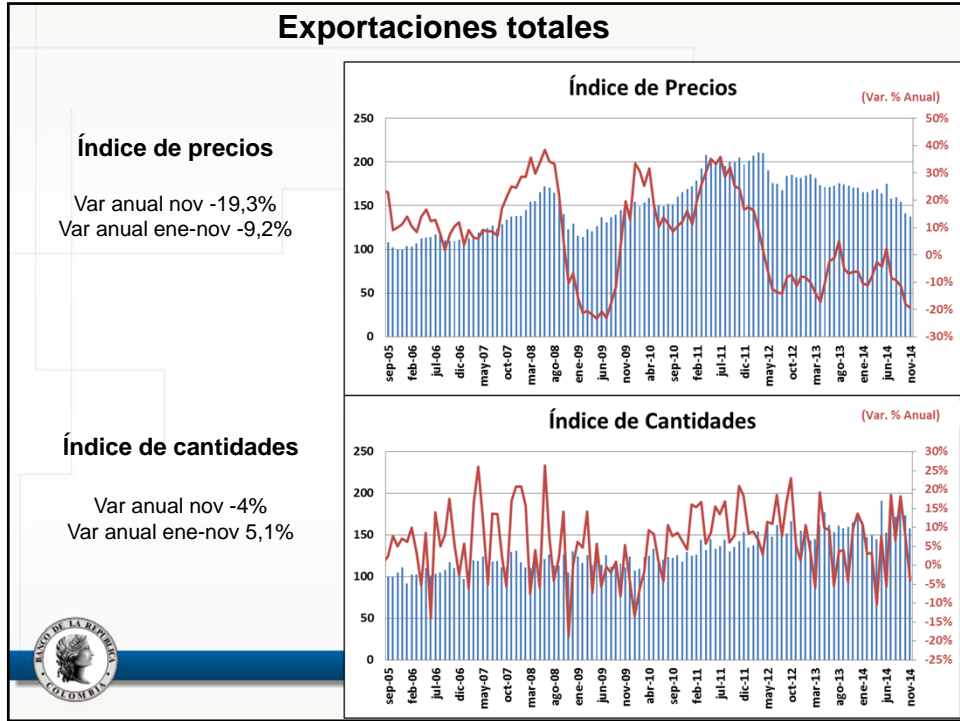 Exportaciones totales
Índice de precios
Var anual nov -19,3%
Var anual ene-nov -9,2%
Índice de Precios
(Var. % Anual)
250
200
150
100
50
0
50%
40%
30%
20%
10%
0%
-10%
-20%
-30%
sep-05
feb-06
jul-06
dic-06
may-07
oct-07
mar-08
ago-08
ene-09
jun-09
nov-09
abr-10
sep-10
feb-11
jul-11
dic-11
may-12
oct-12
mar-13
ago-13
ene-14
jun-14
nov-14
Índice de cantidades
Var anual nov -4%
Var anual ene-nov 5,1%
Índice de Cantidades
(Var. % Anual)
250
200
150
100
50
0
30%
25%
20%
15%
10%
5%
0%
-5%
-10%
-15%
-20%
-25%
sep-05
feb-06
jul-06
dic-06
may-07
oct-07
mar-08
ago-08
ene-09
jun-09
nov-09
abr-10
sep-10
feb-11
jul-11
dic-11
may-12
oct-12
mar-13
ago-13
ene-14
jun-14
nov-14
BANCO DE LA REPÚBLICA
COLOMBIA